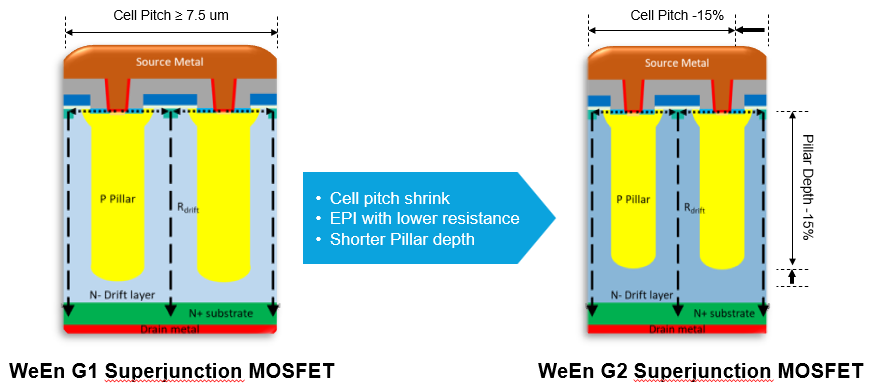 Cell Pitch ≥ 7.5 um
Source Metal
P Pillar
Rdrift
N- Drift layer
N+ substrate
Drain metal
WeEn G1 Superjunction MOSFET
• Cell pitch shrink
• EPI with lower resistance
• Shorter Pillar depth
Cell Pitch -15%
Source Metal
P Pillar
Rdrift
Pillar Depth -15%
N- Drift layer
N+ substrate
Drain metal
WeEn G2 Superjunction MOSFET